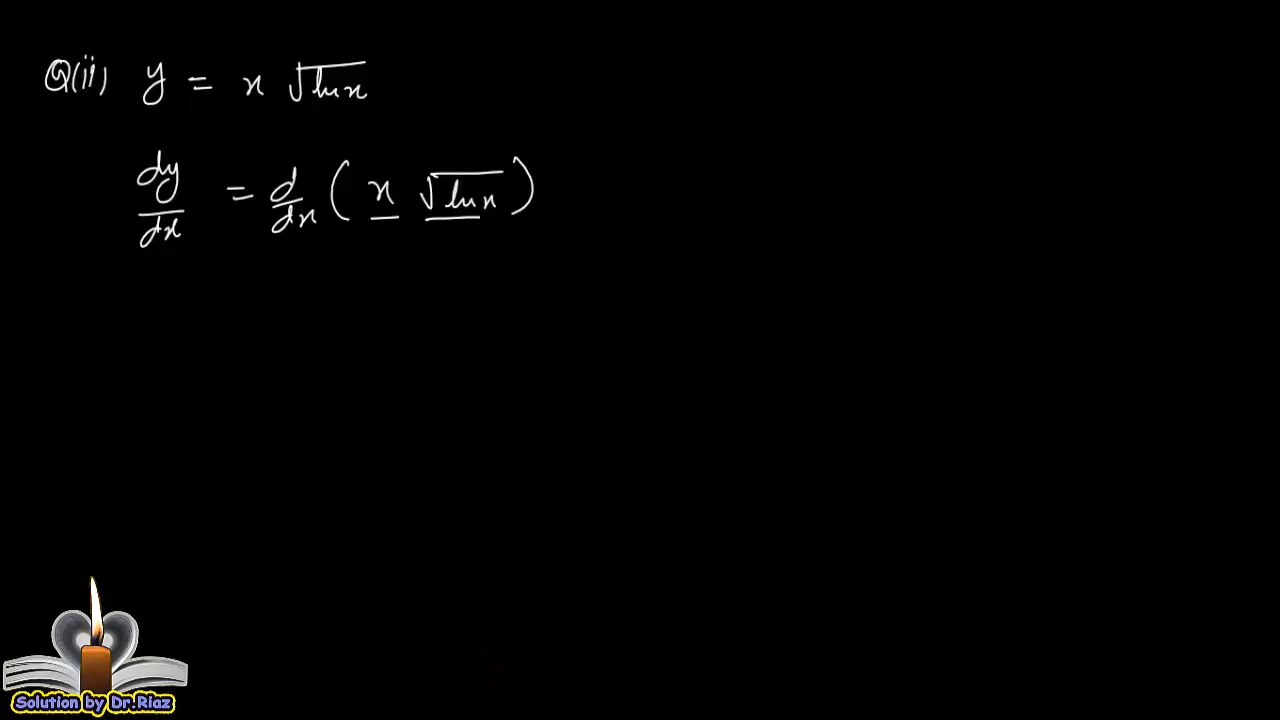 Q(ii) y = x √ln x
dy/dx = d/dx ( x √ln x )
Solution by Dr.Riaz